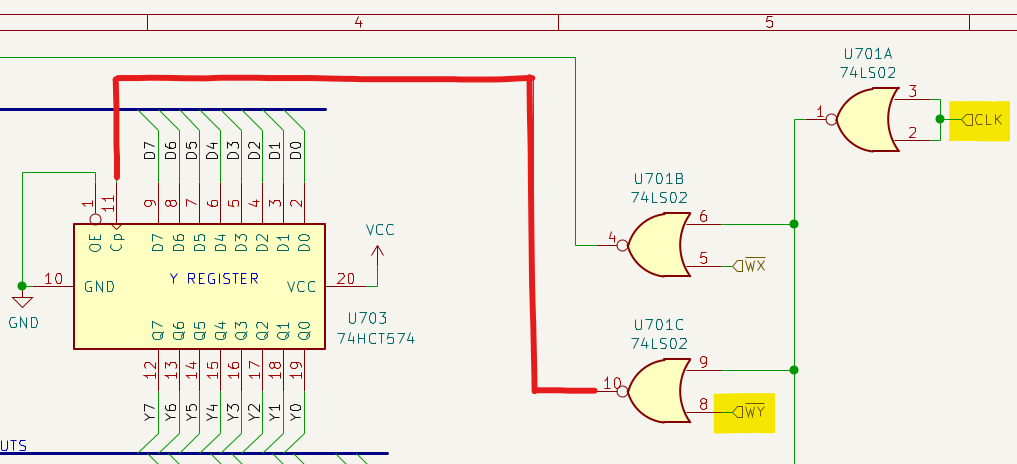 4
5
U701A
74LS02
3
1
CLK
2
D7
D6
D5
D4
D3
D2
D1
D0
U701B
74LS02
1
11
9
8
7
6
5
4
3
2
6
4
5
W̅X̅
OE
Cp
D7
D6
D5
D4
D3
D2
D1
D0
VCC
10
GND
Y REGISTER
VCC
20
GND
U703
74HCT574
Q7
Q6
Q5
Q4
Q3
Q2
Q1
Q0
U701C
74LS02
9
10
8
W̅Y̅
12
13
14
15
16
17
18
19
Y7
Y6
Y5
Y4
Y3
Y2
Y1
Y0
UTS